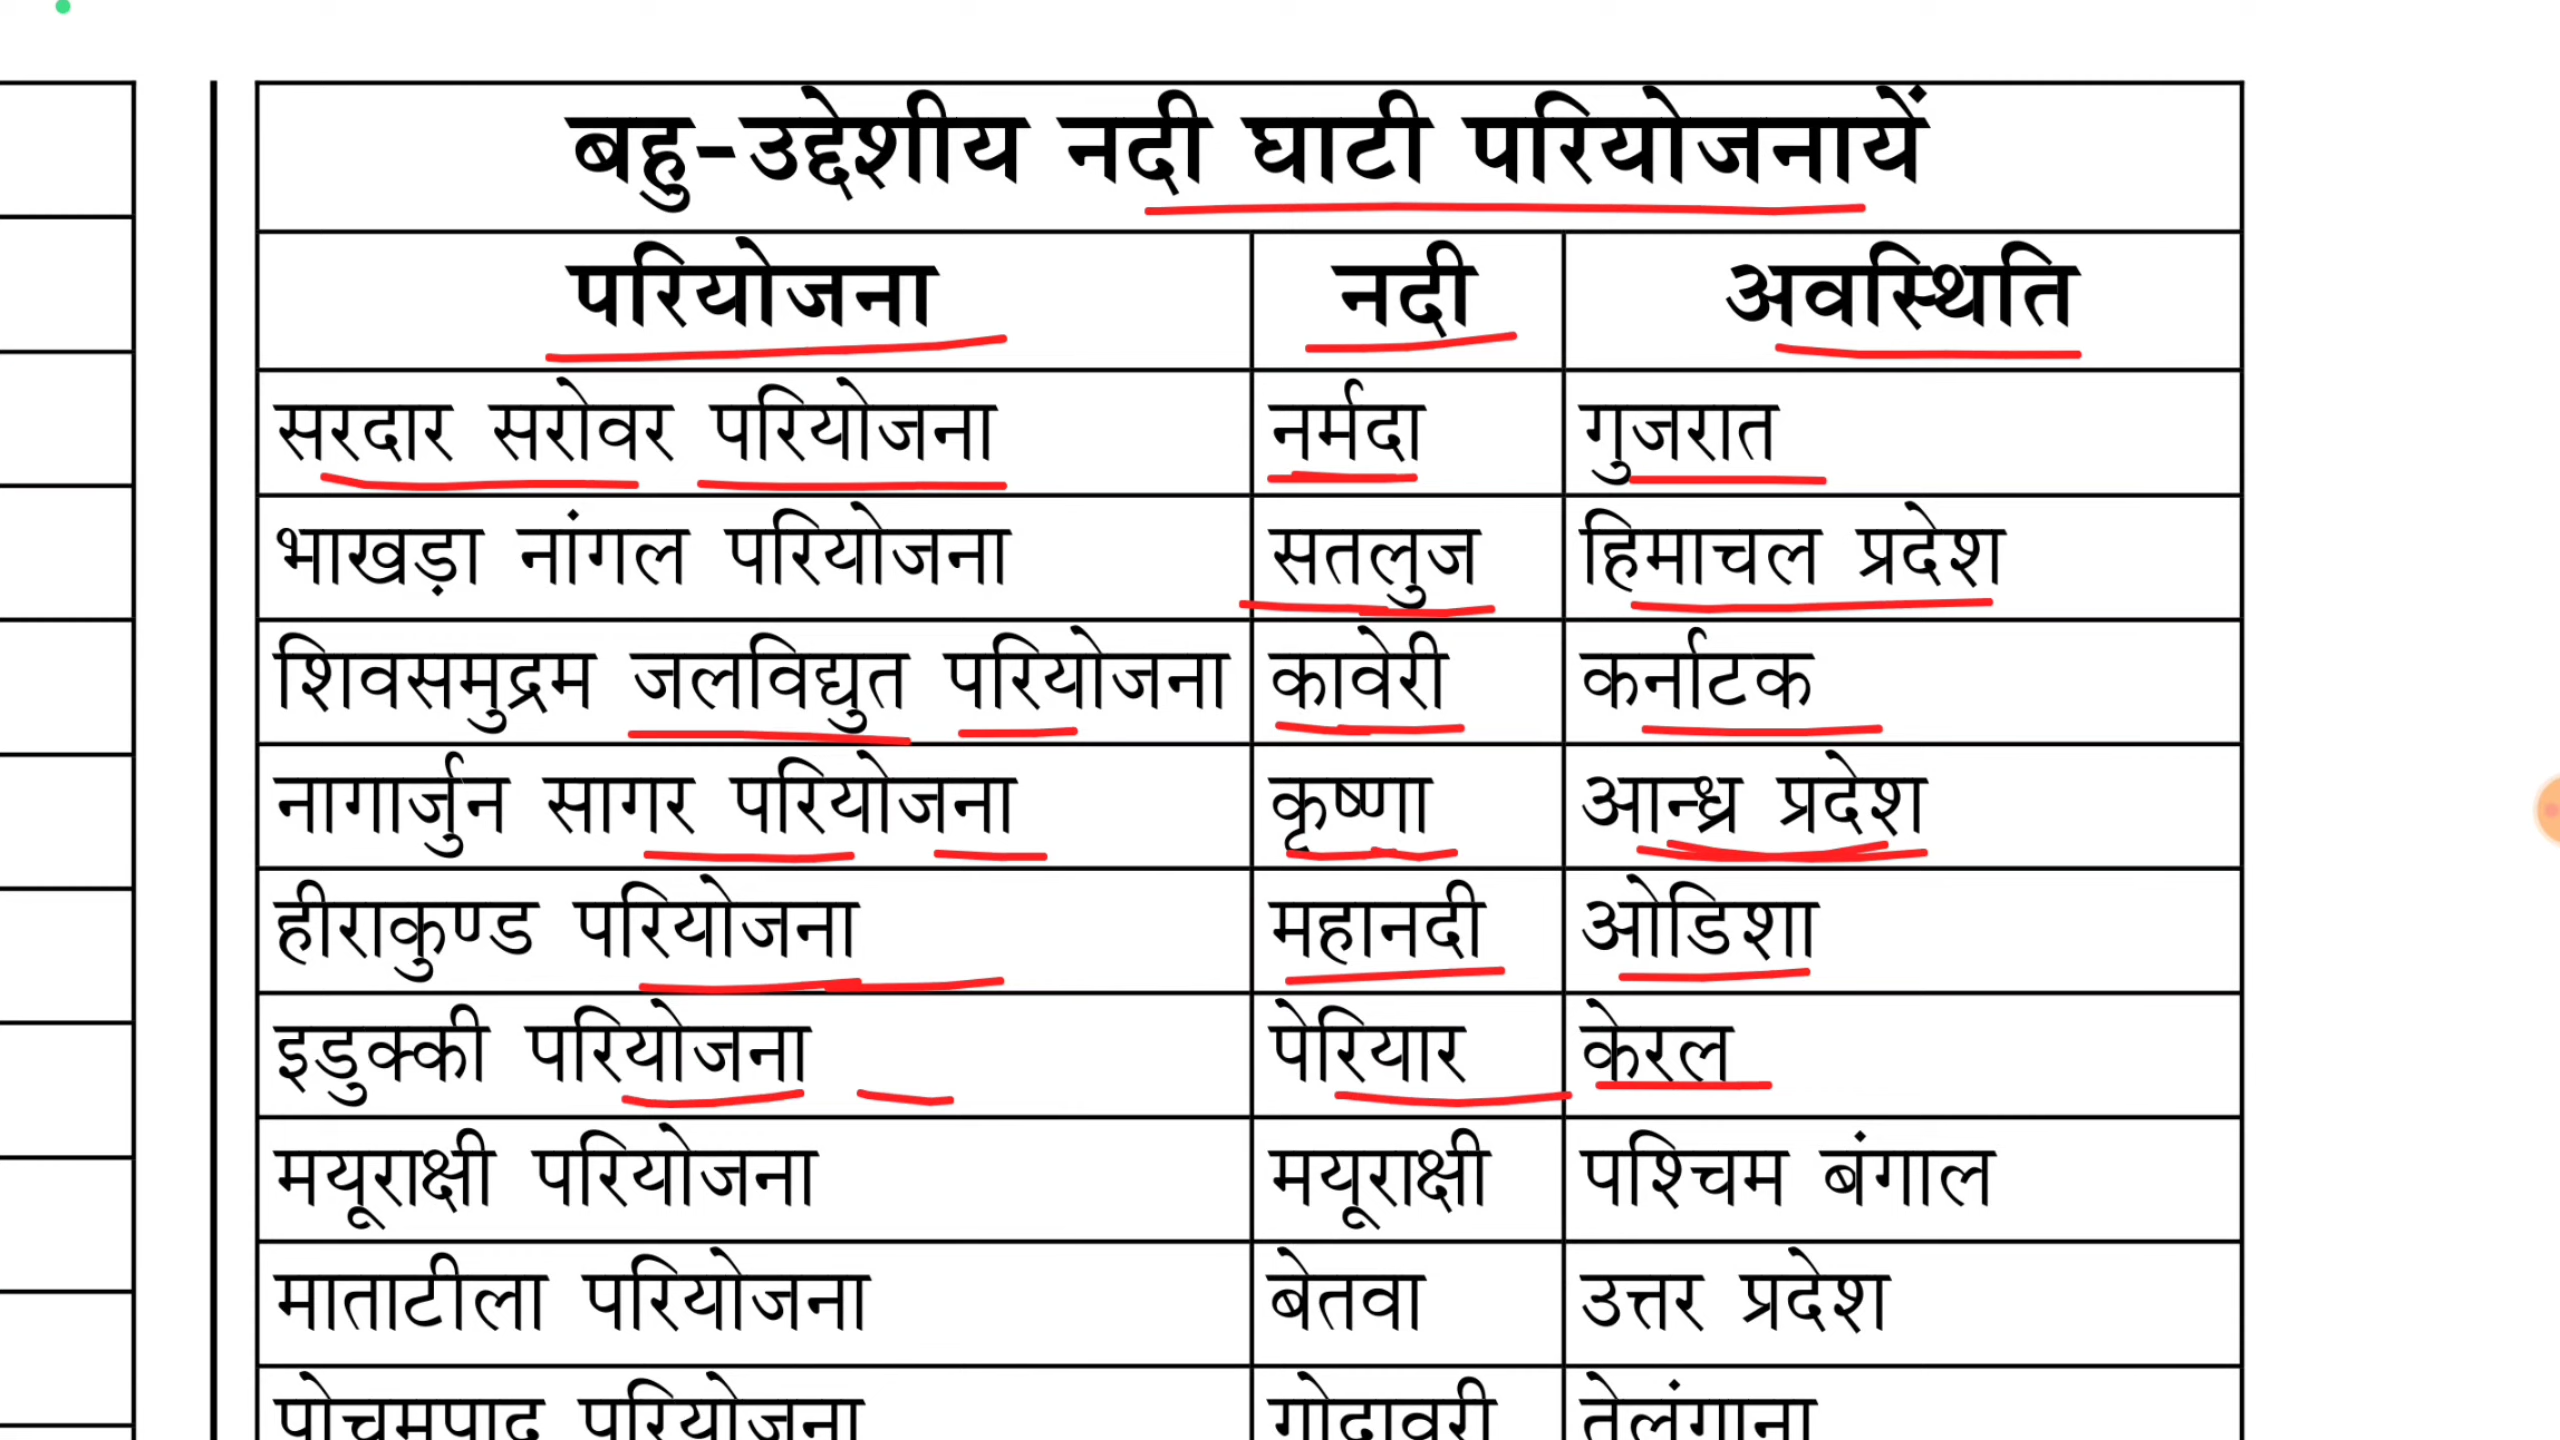 बहु-उद्देशीय नदी घाटी परियोजनायें
परियोजना नदी अवस्थिति
सरदार सरोवर परियोजना नर्मदा गुजरात
भाखड़ा नांगल परियोजना सतलुज हिमाचल प्रदेश
शिवसमुद्रम जलविद्युत परियोजना कावेरी कर्नाटक
नागार्जुन सागर परियोजना कृष्णा आन्ध्र प्रदेश
हीराकुण्ड परियोजना महानदी ओडिशा
इडुक्की परियोजना पेरियार केरल
मयूराक्षी परियोजना मयूराक्षी पश्चिम बंगाल
माताटीला परियोजना बेतवा उत्तर प्रदेश
पोचमपाद परियोजना गोदावरी तेलंगाना